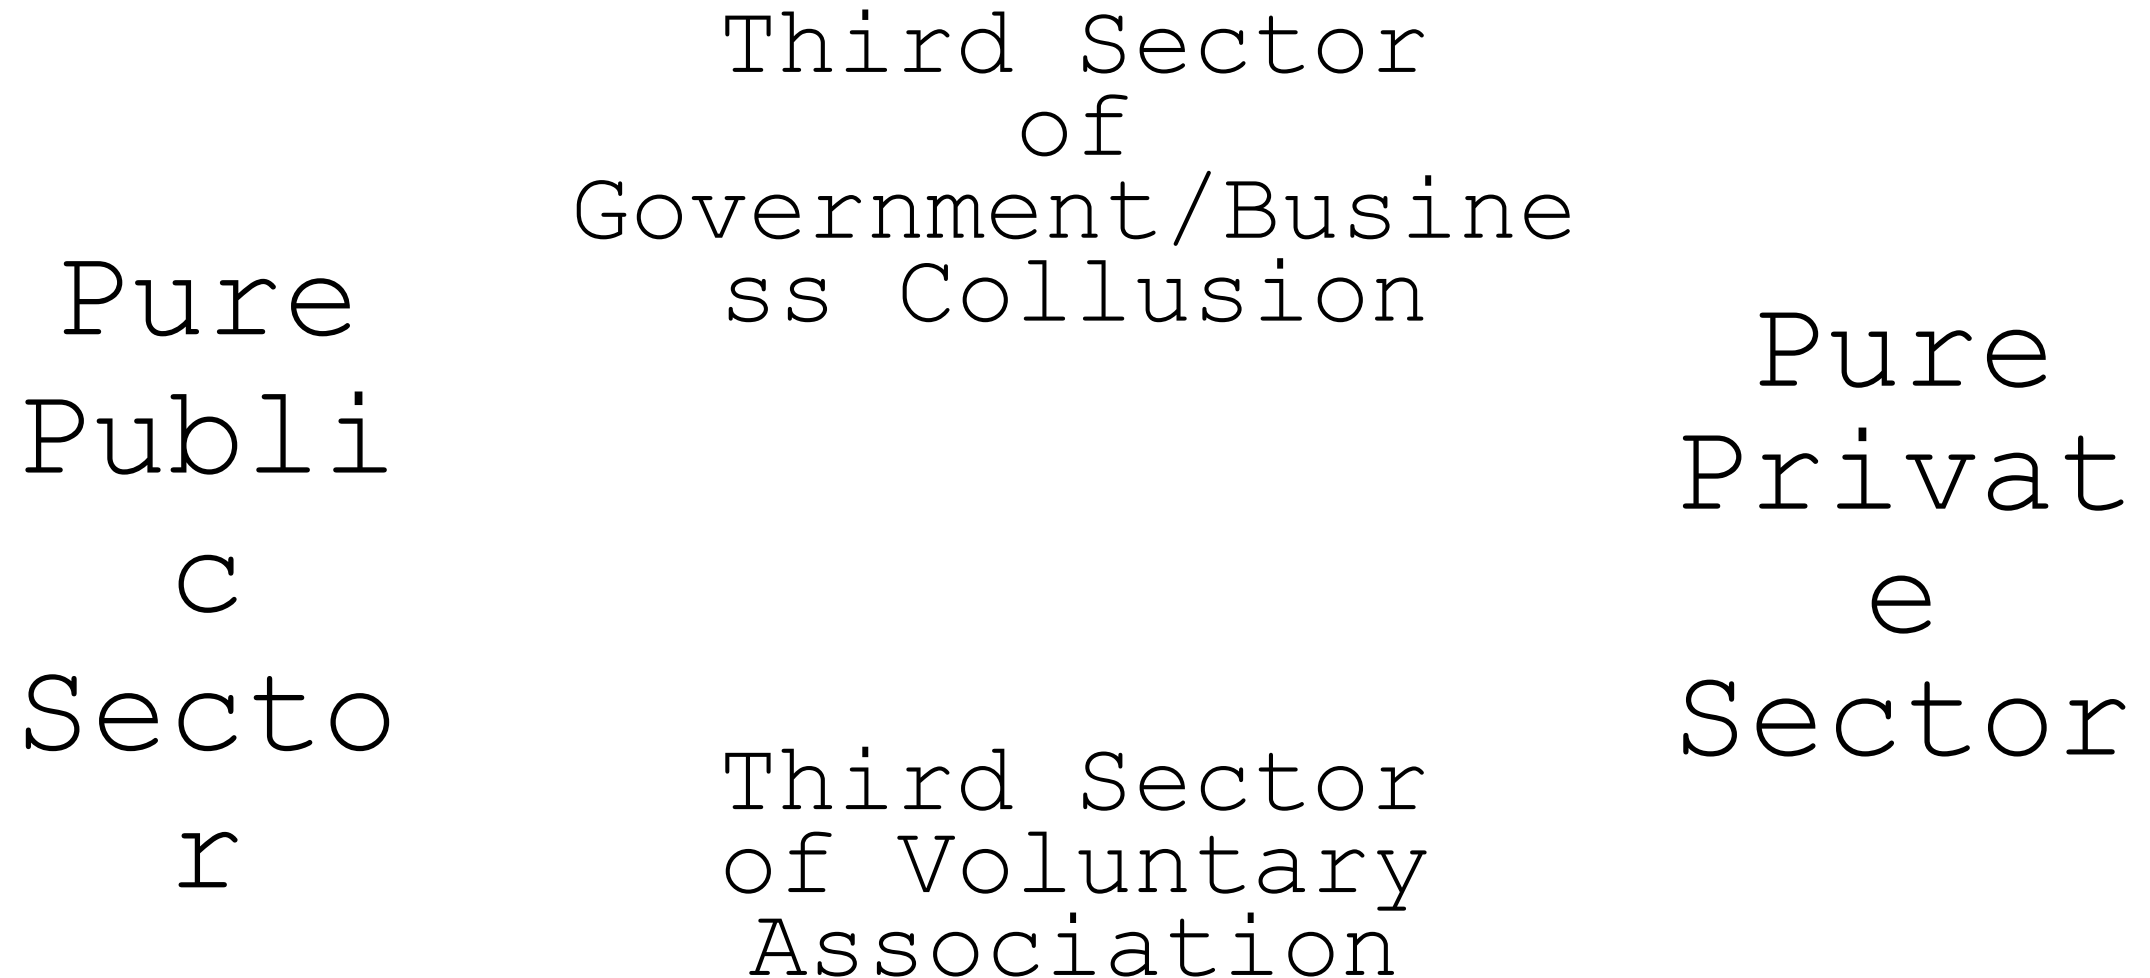 Third Sector
of
Government/Busine
ss Collusion
Pure
Publi
c
Secto
r
Pure
Privat
e
Sector
Third Sector
of Voluntary
Association